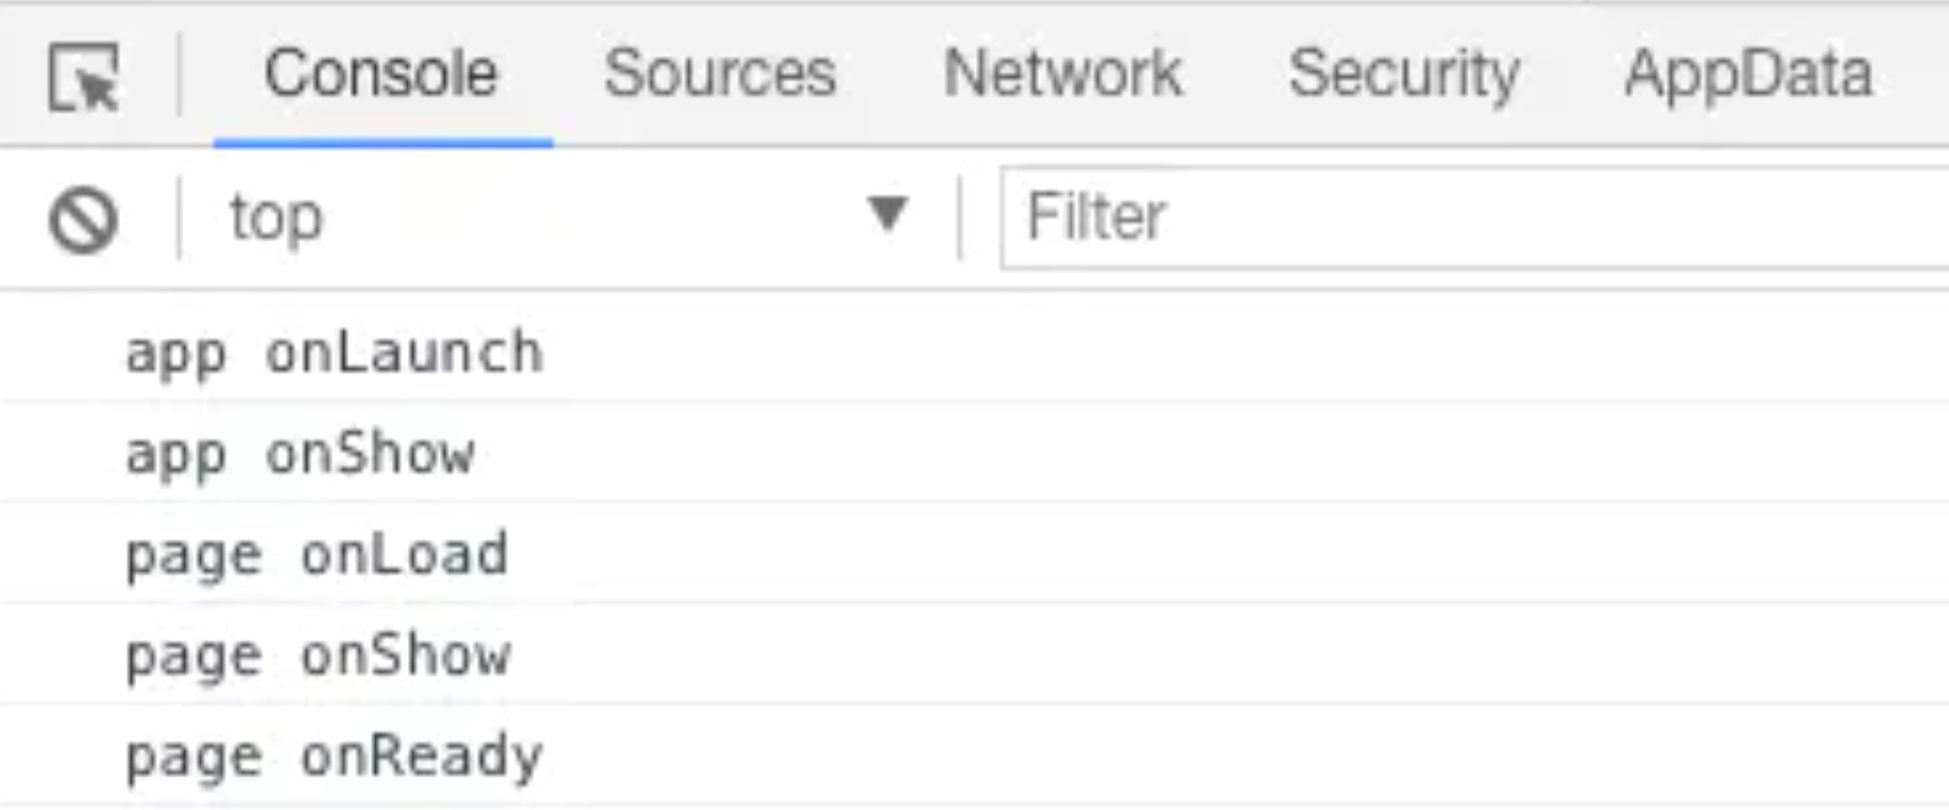 Console Sources Network Security AppData
top Filter
app onLaunch
app onShow
page onLoad
page onShow
page onReady